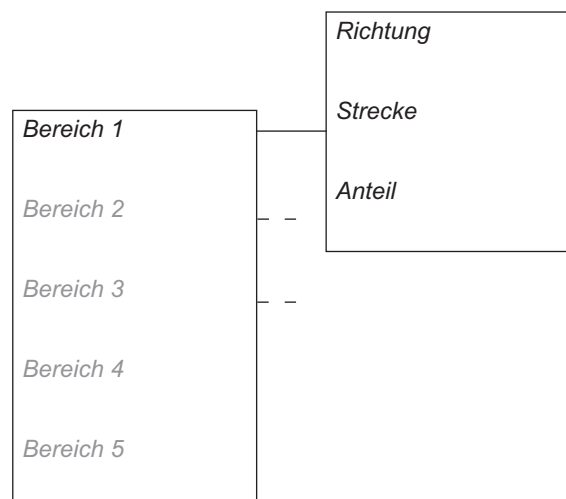 Richtung
Strecke
Anteil
Bereich 1
Bereich 2
Bereich 3
Bereich 4
Bereich 5